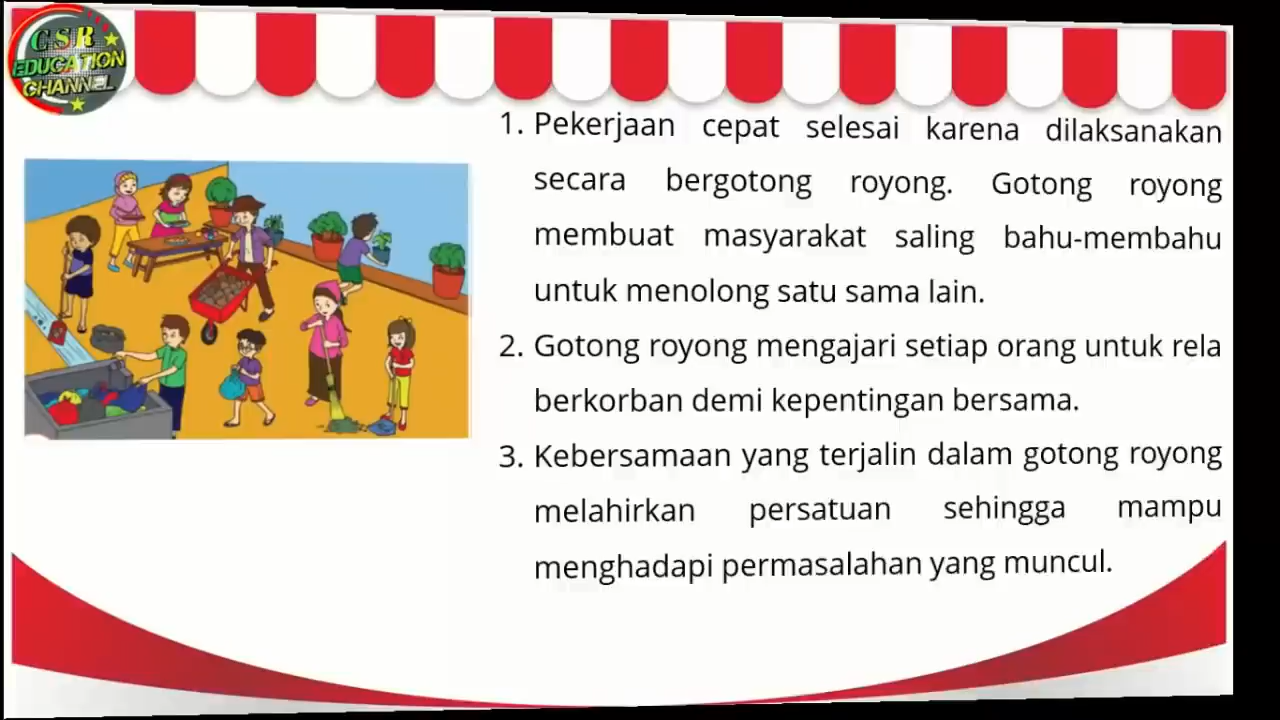 CSR
EDUCATION
CHANNEL
1. Pekerjaan cepat selesai karena dilaksanakan
secara bergotong royong. Gotong royong
membuat masyarakat saling bahu-membahu
untuk menolong satu sama lain.
2. Gotong royong mengajari setiap orang untuk rela
berkorban demi kepentingan bersama.
3. Kebersamaan yang terjalin dalam gotong royong
melahirkan persatuan sehingga mampu
menghadapi permasalahan yang muncul.